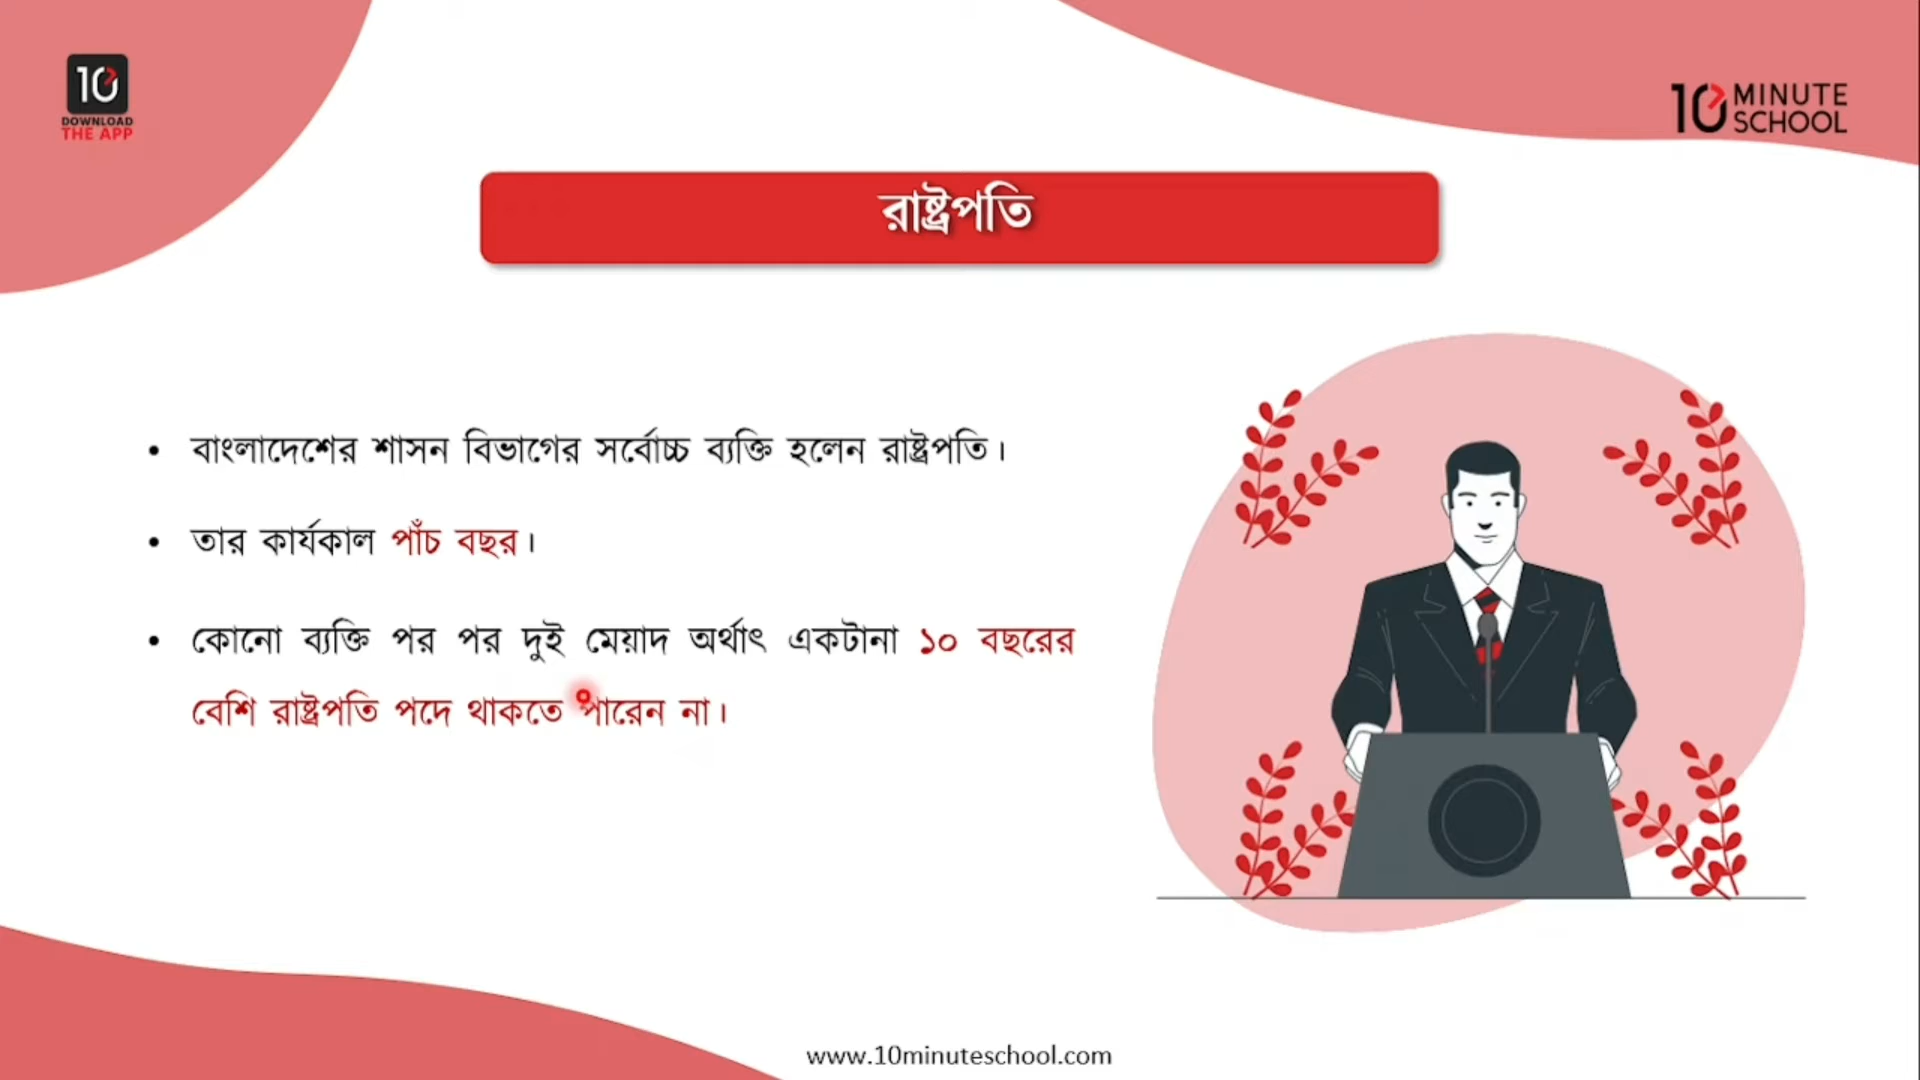 10
DOWNLOAD
THE APP
10 MINUTE
SCHOOL
রাষ্ট্রপতি
• বাংলাদেশের শাসন বিভাগের সর্বোচ্চ ব্যক্তি হলেন রাষ্ট্রপতি।
• তার কার্যকাল পাঁচ বছর।
• কোনো ব্যক্তি পর পর দুই মেয়াদ অর্থাৎ একটানা ১০ বছরের
বেশি রাষ্ট্রপতি পদে থাকতে পারেন না।
www.10minuteschool.com